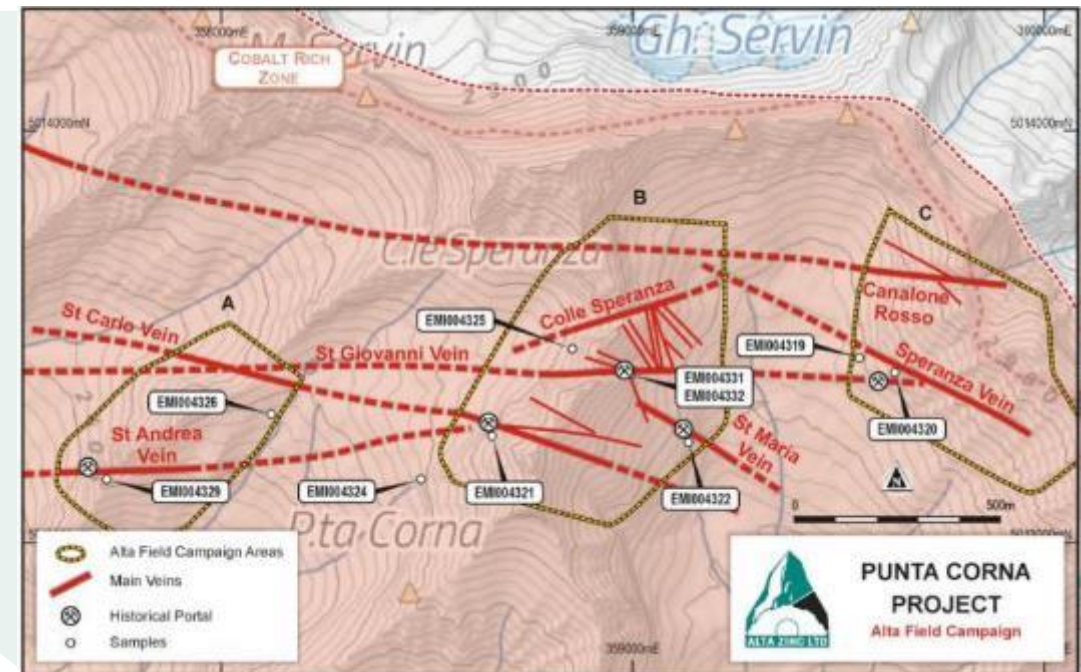 358000mE
359000mE
360000mE
M. Servin
Gh. Servin
COBALT RICH
ZONE
2900
5014000mN
5014000mN
B
C
A
C.le Speranza
Colle Speranza
Canalone
Rosso
St Carlo Vein
EMI004325
St Giovanni Vein
EMI004319
Speranza Vein
EMI004331
EMI004332
EMI004326
St Andrea
Vein
St Maria
Vein
EMI004320
EMI004329
EMI004324
EMI004321
EMI004322
N
0
500m
P.ta Corna
Alta Field Campaign Areas
Main Veins
Historical Portal
Samples
359000mE
ALTA ZINC LTD
PUNTA CORNA
PROJECT
Alta Field Campaign